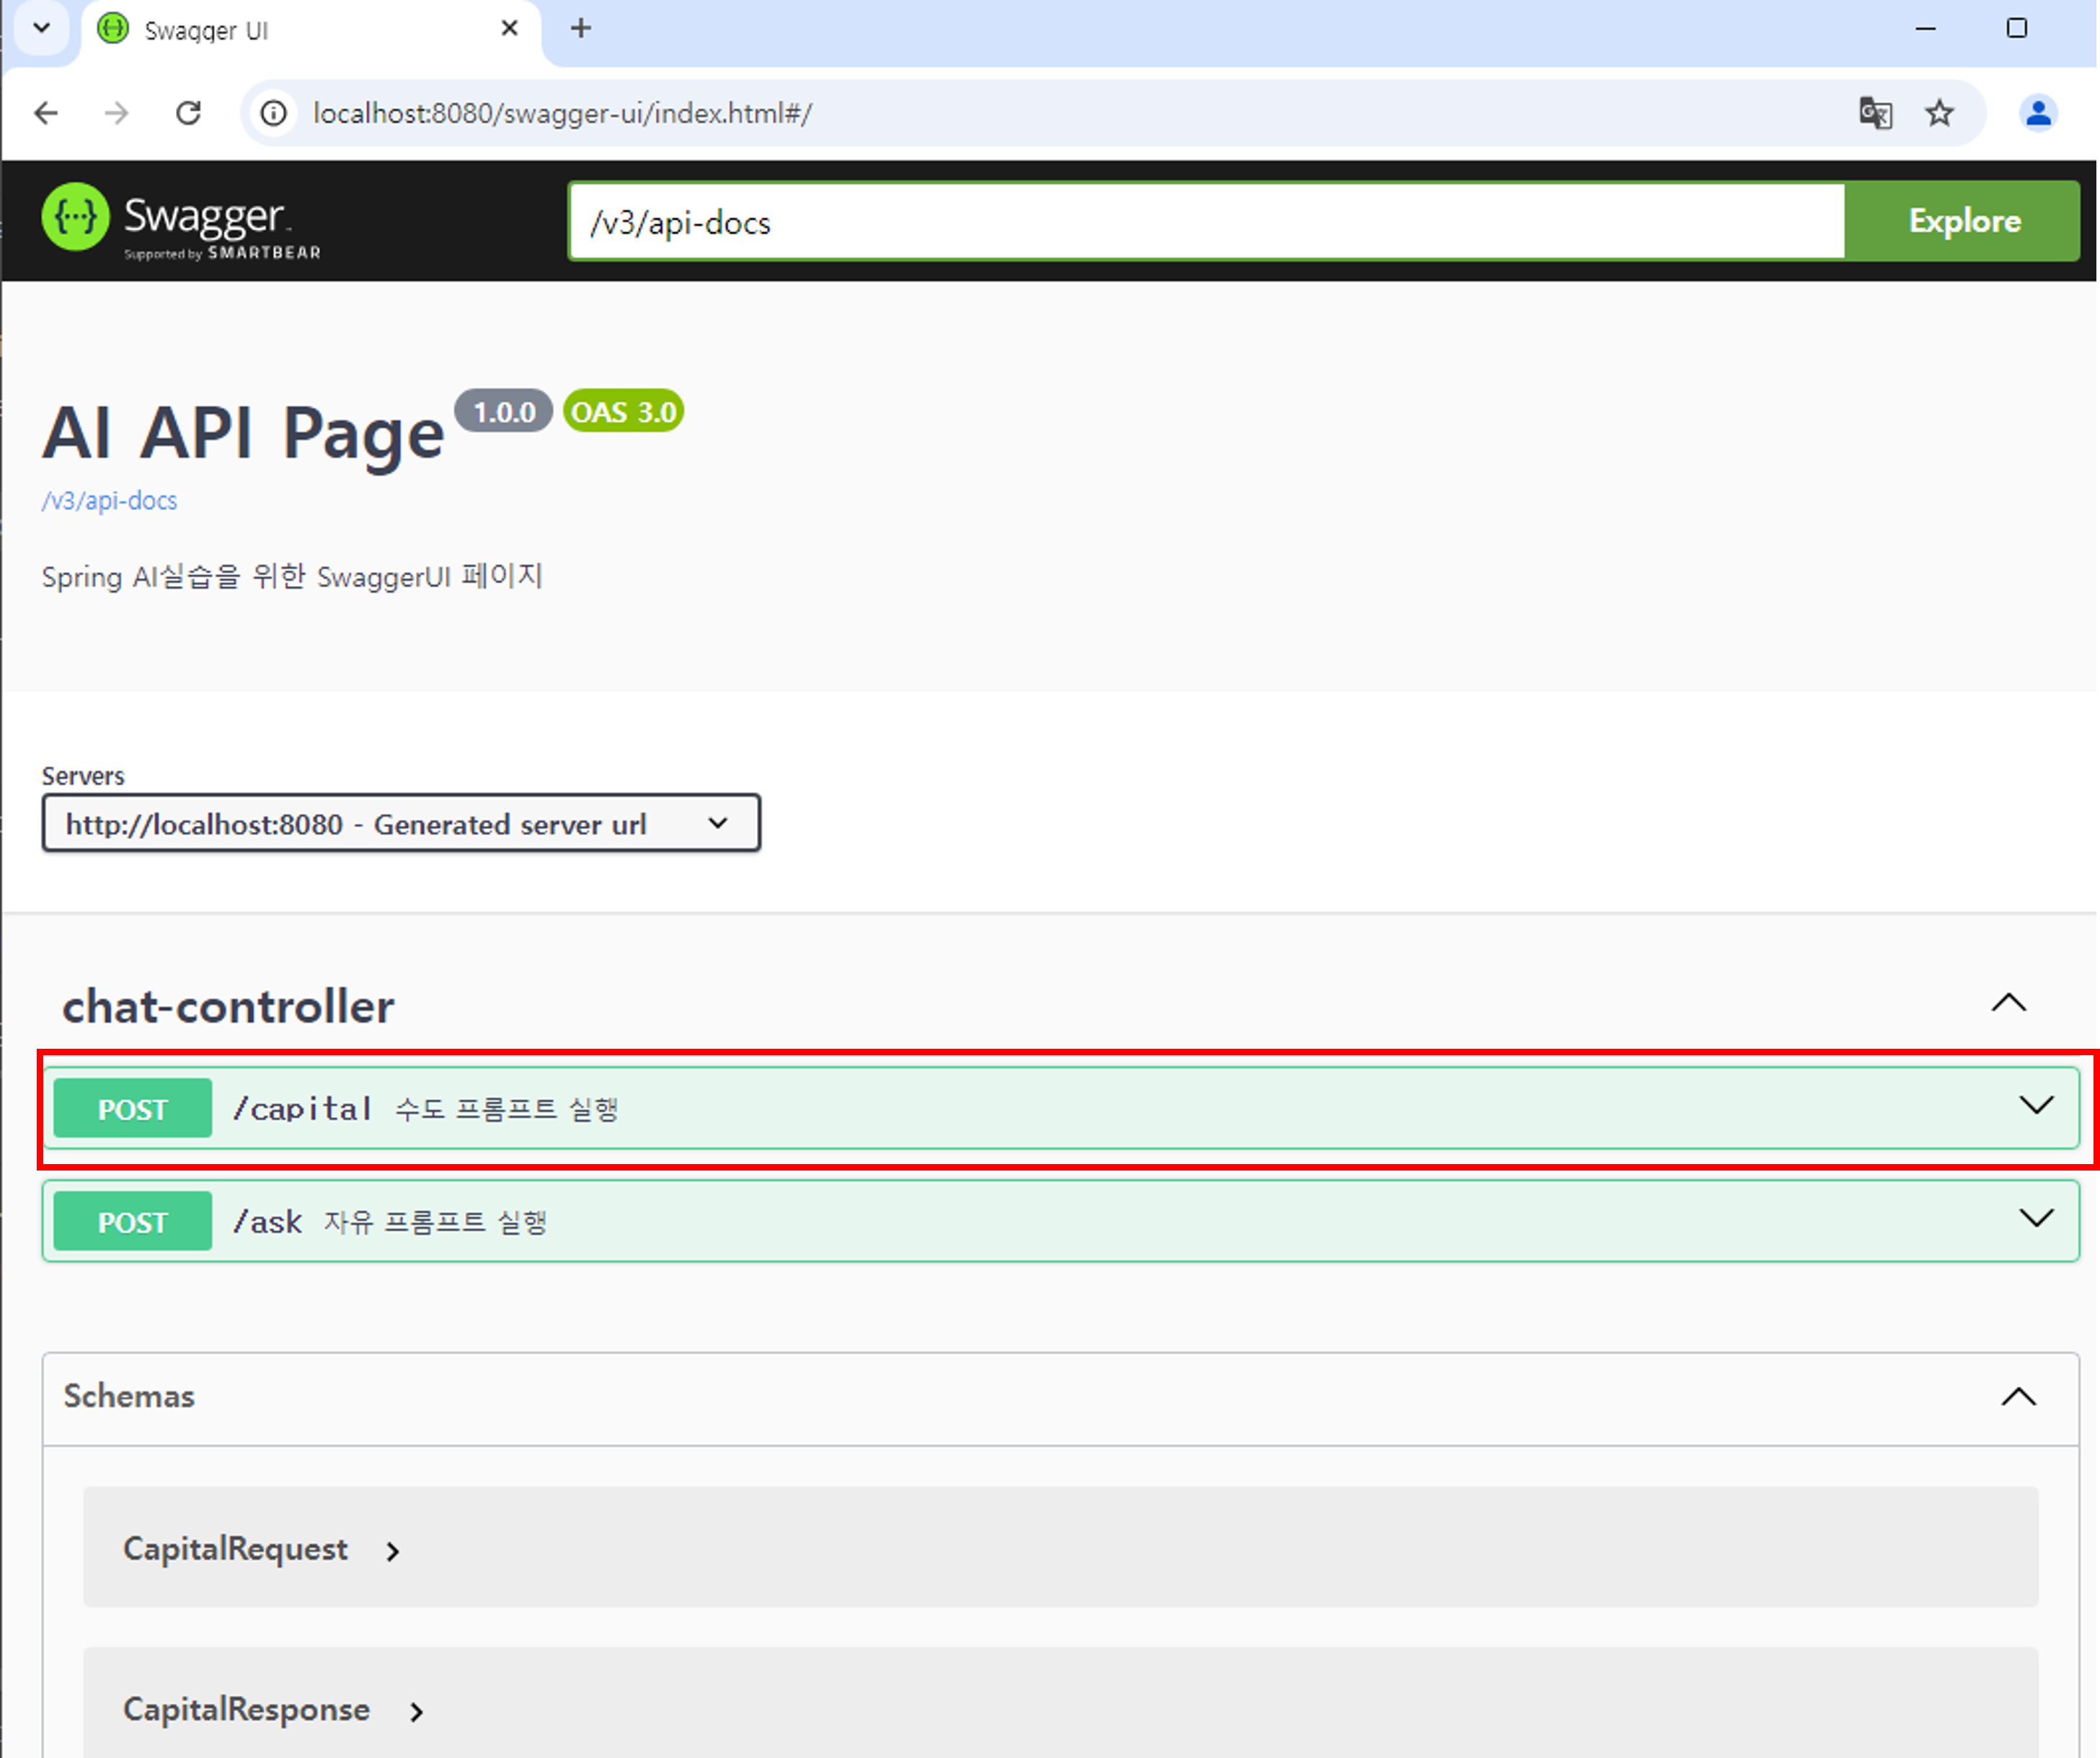 Swagger UI
localhost:8080/swagger-ui/index.html#/
Swagger
Supported by SMARTBEAR
/v3/api-docs
Explore
AI API Page 1.0.0 OAS 3.0
/v3/api-docs
Spring AI실습을 위한 SwaggerUI 페이지
Servers
http://localhost:8080 - Generated server url
chat-controller
POST /capital 수도 프롬프트 실행
POST /ask 자유 프롬프트 실행
Schemas
CapitalRequest
CapitalResponse